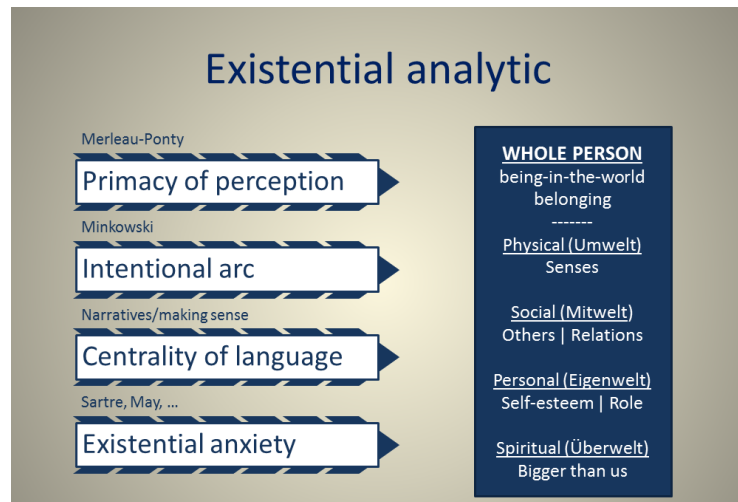 Existential analytic
Merleau-Ponty
Primacy of perception
Minkowski
Intentional arc
Narratives/making sense
Centrality of language
Sartre, May, ...
Existential anxiety
WHOLE PERSON
being-in-the-world
belonging
-------
Physical (Umwelt)
Senses
Social (Mitwelt)
Others | Relations
Personal (Eigenwelt)
Self-esteem | Role
Spiritual (Überwelt)
Bigger than us